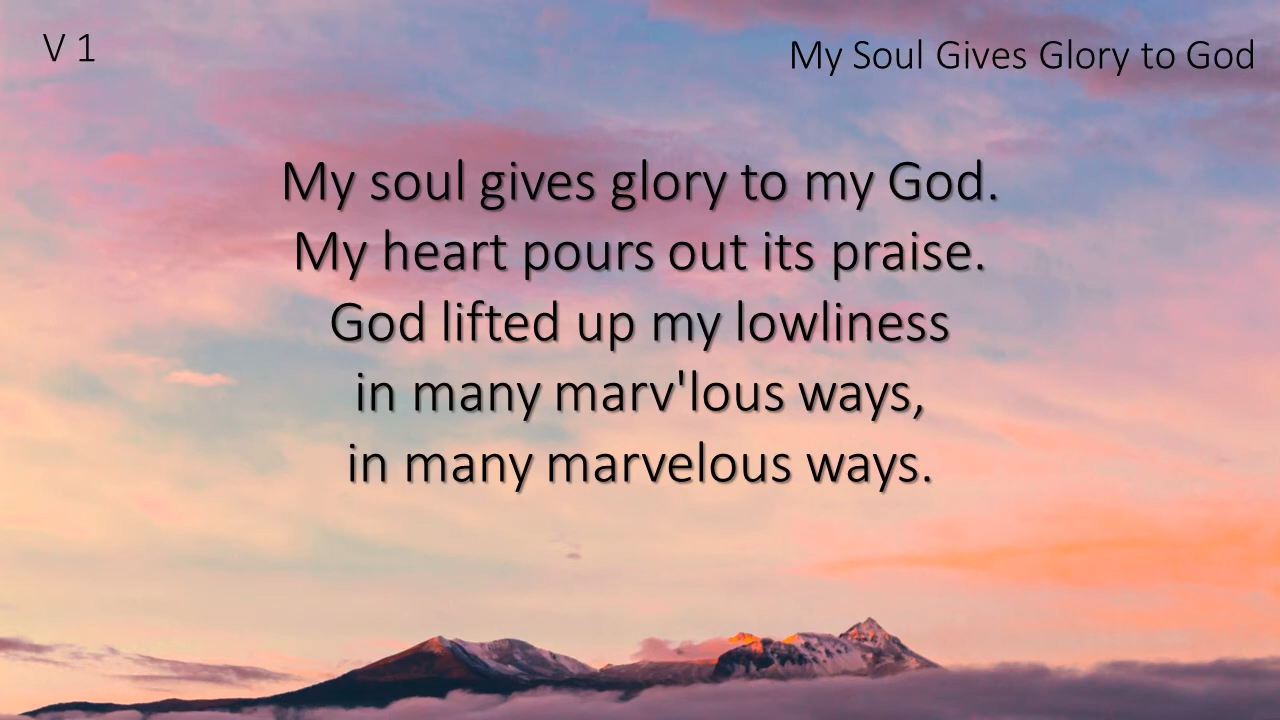 V 1
My Soul Gives Glory to God
My soul gives glory to my God.
My heart pours out its praise.
God lifted up my lowliness
in many marv'lous ways,
in many marvelous ways.